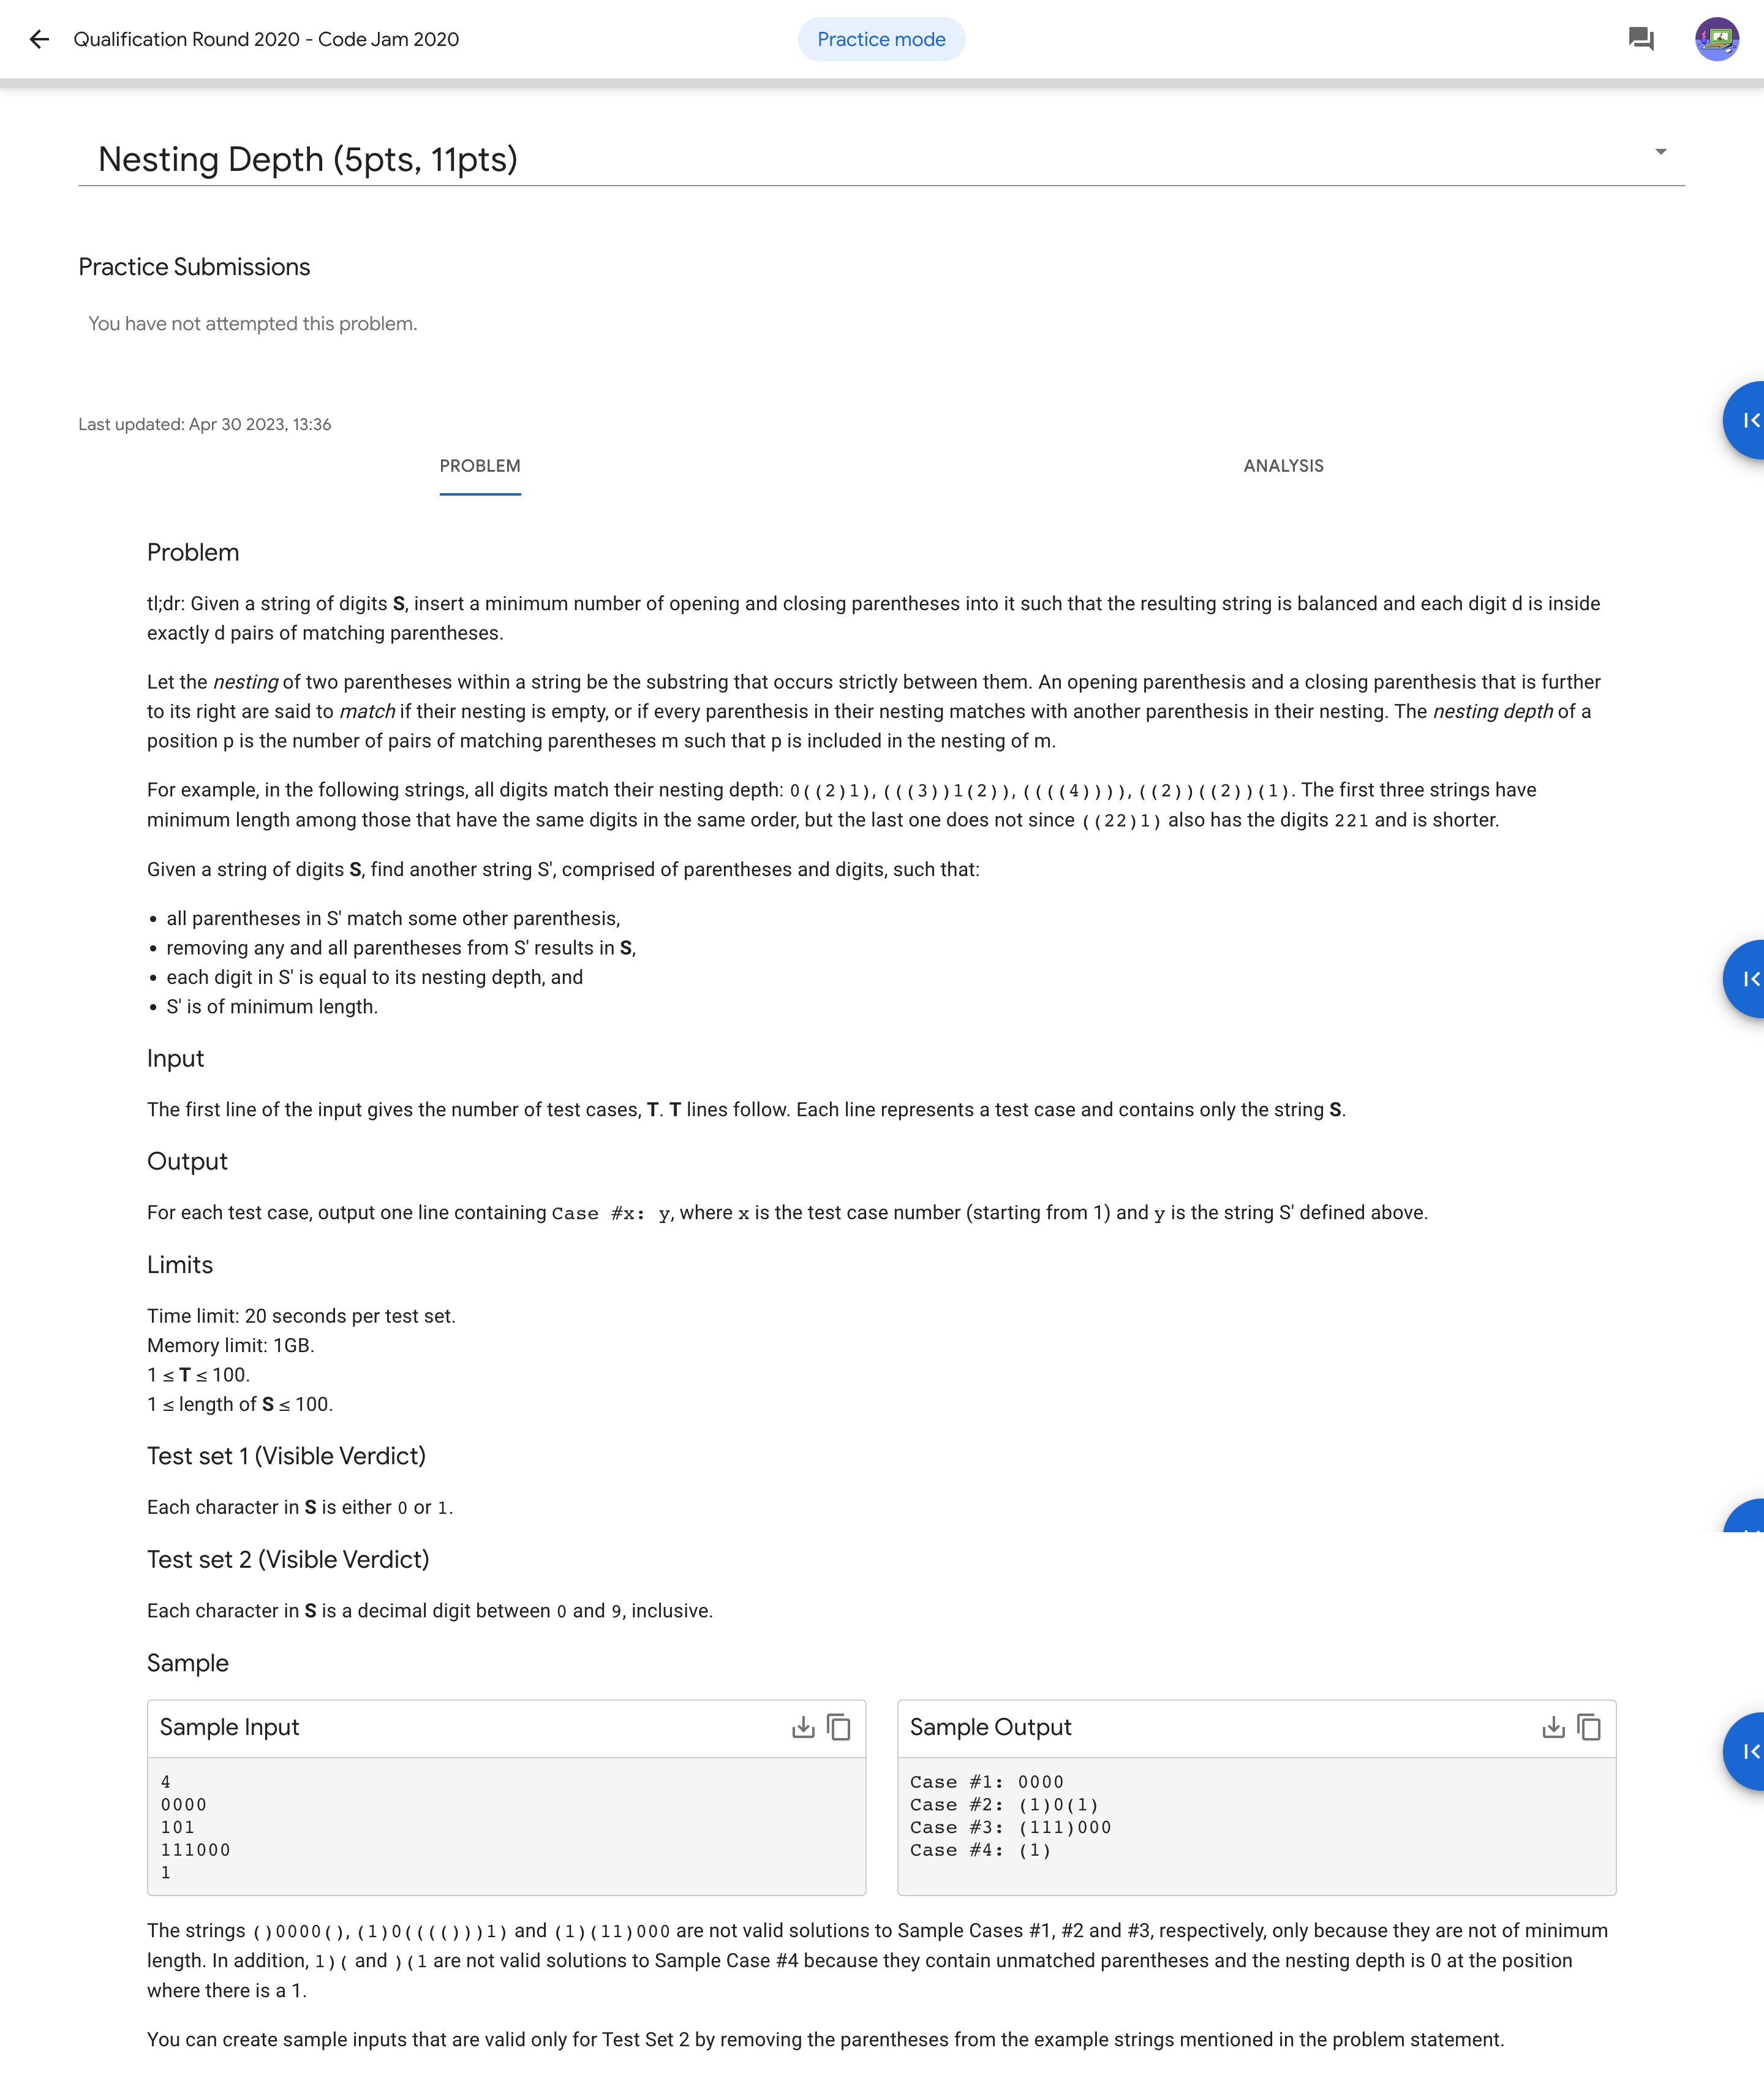 Qualification Round 2020 - Code Jam 2020
Practice mode
Nesting Depth (5pts, 11pts)
Practice Submissions
You have not attempted this problem.
Last updated: Apr 30 2023, 13:36
PROBLEM
ANALYSIS
Problem
tl;dr: Given a string of digits S, insert a minimum number of opening and closing parentheses into it such that the resulting string is balanced and each digit d is inside
exactly d pairs of matching parentheses.
Let the nesting of two parentheses within a string be the substring that occurs strictly between them. An opening parenthesis and a closing parenthesis that is further
to its right are said to match if their nesting is empty, or if every parenthesis in their nesting matches with another parenthesis in their nesting. The nesting depth of a
position p is the number of pairs of matching parentheses m such that p is included in the nesting of m.
For example, in the following strings, all digits match their nesting depth: 0((2)1), (((3))1(2)), ((((4)))), ((2))((2))(1). The first three strings have
minimum length among those that have the same digits in the same order, but the last one does not since ((22)1) also has the digits 221 and is shorter.
Given a string of digits S, find another string S', comprised of parentheses and digits, such that:
• all parentheses in S' match some other parenthesis,
• removing any and all parentheses from S' results in S,
• each digit in S' is equal to its nesting depth, and
• S' is of minimum length.
Input
The first line of the input gives the number of test cases, T. T lines follow. Each line represents a test case and contains only the string S.
Output
For each test case, output one line containing Case #x: y, where x is the test case number (starting from 1) and y is the string S' defined above.
Limits
Time limit: 20 seconds per test set.
Memory limit: 1GB.
1 ≤ T ≤ 100.
1 ≤ length of S ≤ 100.
Test set 1 (Visible Verdict)
Each character in S is either 0 or 1.
Test set 2 (Visible Verdict)
Each character in S is a decimal digit between 0 and 9, inclusive.
Sample
Sample Input
4
0000
101
111000
1
Sample Output
Case #1: 0000
Case #2: (1)0(1)
Case #3: (111)000
Case #4: (1)
The strings ()0000(), (1)0(((()))1) and (1)(11)000 are not valid solutions to Sample Cases #1, #2 and #3, respectively, only because they are not of minimum
length. In addition, 1)( and )(1 are not valid solutions to Sample Case #4 because they contain unmatched parentheses and the nesting depth is 0 at the position
where there is a 1.
You can create sample inputs that are valid only for Test Set 2 by removing the parentheses from the example strings mentioned in the problem statement.